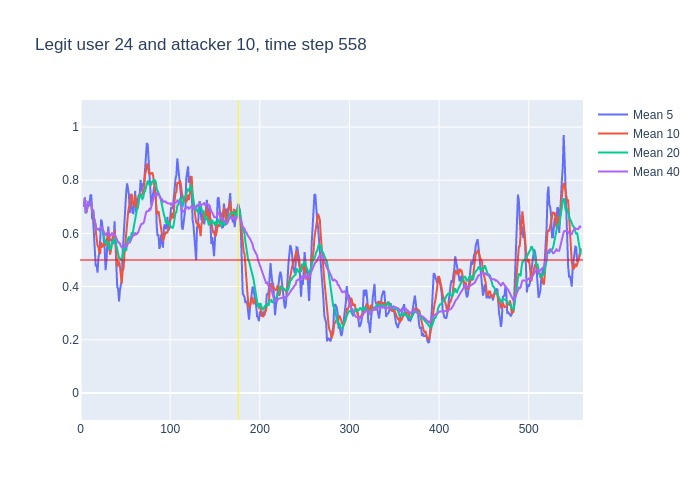 Legit user 24 and attacker 10, time step 558
Mean 5
Mean 10
Mean 20
Mean 40
1
0.8
0.6
0.4
0.2
0
0 100 200 300 400 500